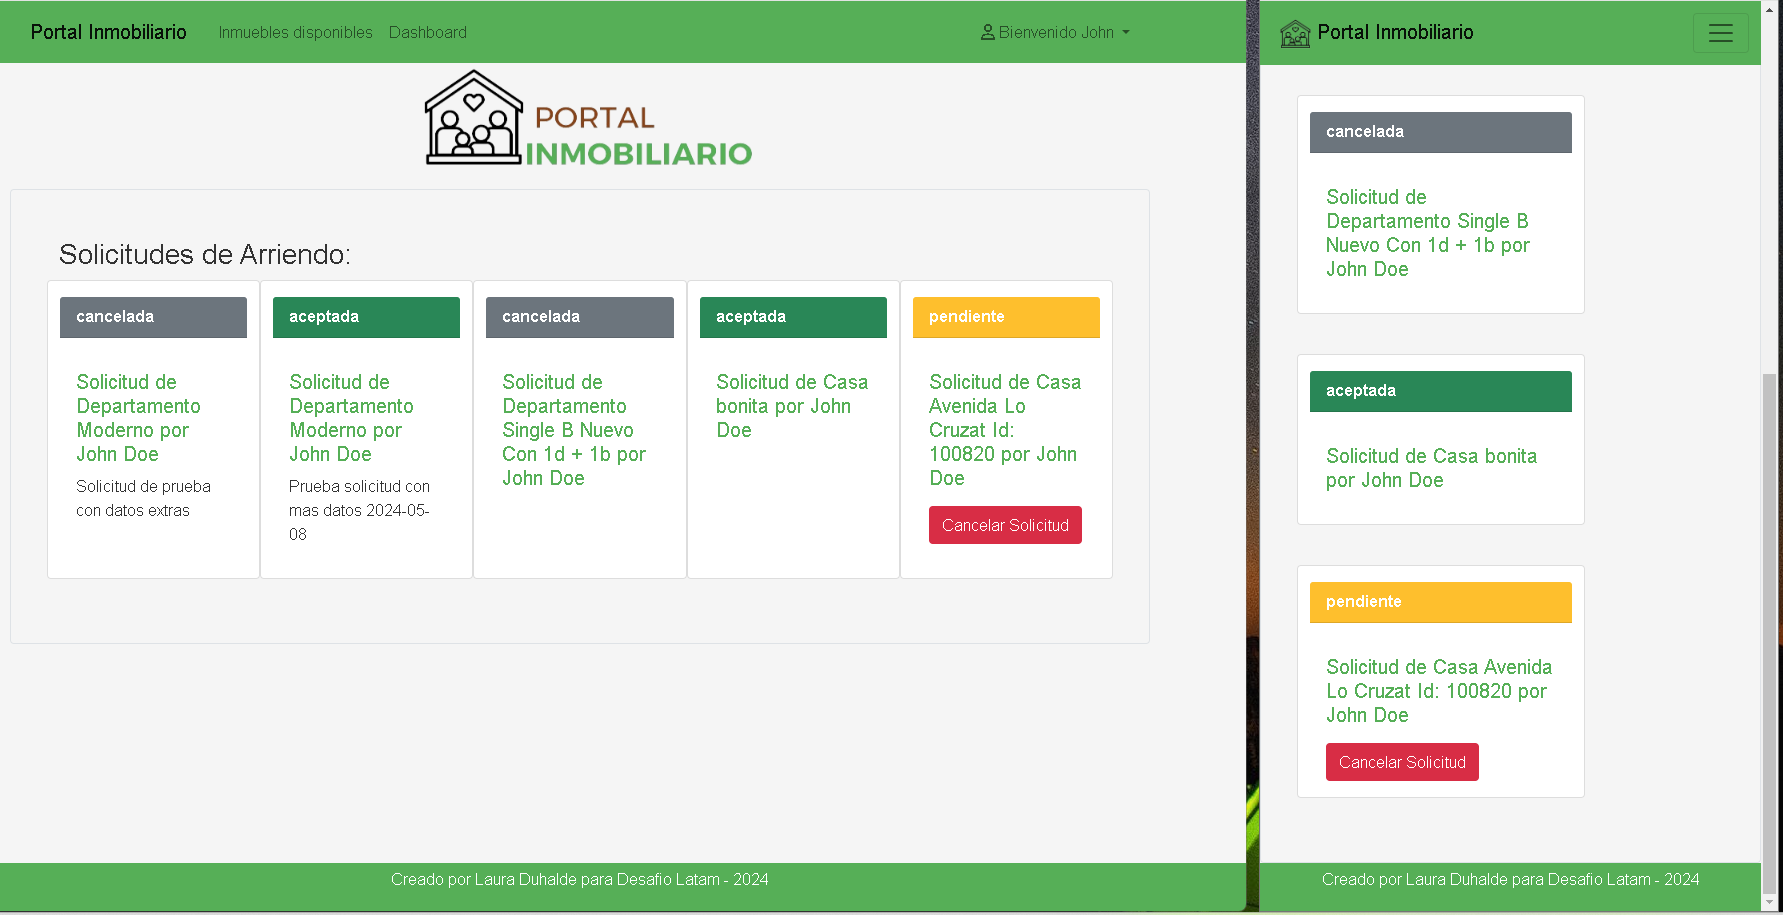 Portal Inmobiliario
Inmuebles disponibles
Dashboard
Bienvenido John
PORTAL
INMOBILIARIO
Solicitudes de Arriendo:
cancelada
Solicitud de
Departamento
Moderno por
John Doe
Solicitud de prueba
con datos extras
aceptada
Solicitud de
Departamento
Moderno por
John Doe
Prueba solicitud con
mas datos 2024-05-
08
cancelada
Solicitud de
Departamento
Single B Nuevo
Con 1d + 1b por
John Doe
aceptada
Solicitud de Casa
bonita por John
Doe
pendiente
Solicitud de Casa
Avenida Lo
Cruzat Id:
100820 por John
Doe
Cancelar Solicitud
Creado por Laura Duhalde para Desafio Latam - 2024
Portal Inmobiliario
cancelada
Solicitud de
Departamento Single B
Nuevo Con 1d + 1b por
John Doe
aceptada
Solicitud de Casa bonita
por John Doe
pendiente
Solicitud de Casa Avenida
Lo Cruzat Id: 100820 por
John Doe
Cancelar Solicitud
Creado por Laura Duhalde para Desafio Latam - 2024